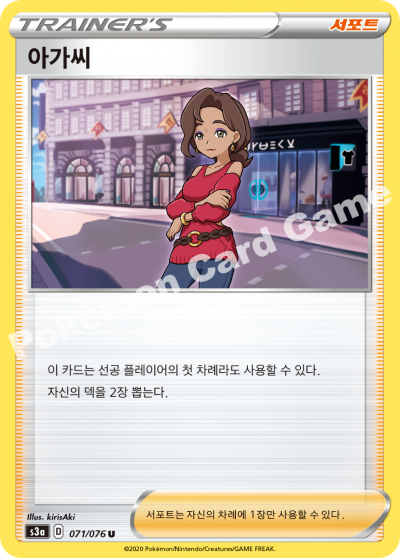 TRAINER'S
서포트
아가씨
Pokémon Card Game
이 카드는 선공 플레이어의 첫 차례라도 사용할 수 있다.
자신의 덱을 2장 뽑는다.
Illus. kirisAki
s3a D 071/076 U
서포트는 자신의 차례에 1장만 사용할 수 있다.
©2020 Pokémon/Nintendo/Creatures/GAME FREAK.